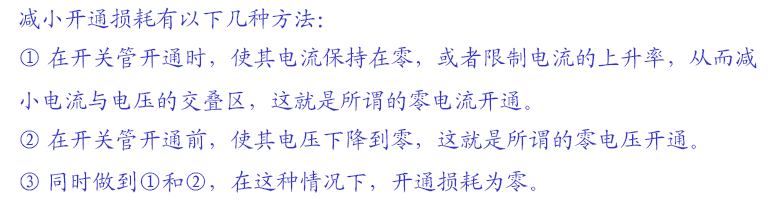 减小开通损耗有以下几种方法：
① 在开关管开通时，使其电流保持在零，或者限制电流的上升率，从而减
小电流与电压的交叠区，这就是所谓的零电流开通。
② 在开关管开通前，使其电压下降到零，这就是所谓的零电压开通。
③ 同时做到①和②，在这种情况下，开通损耗为零。